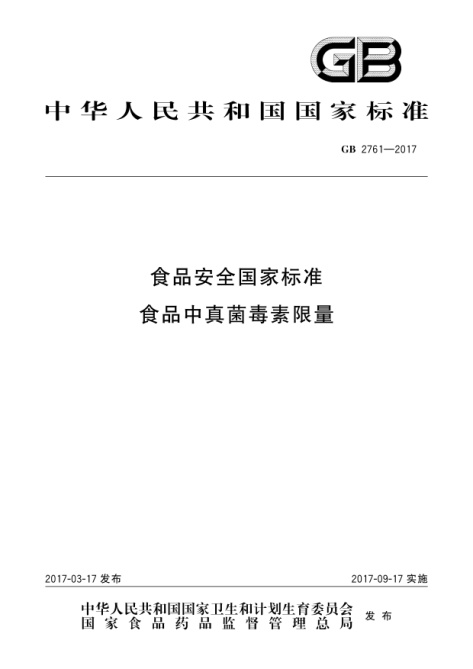 GB
中华人民共和国国家标准
GB 2761—2017
食品安全国家标准
食品中真菌毒素限量
2017-03-17 发布
2017-09-17 实施
中华人民共和国国家卫生和计划生育委员会
国家食品药品监督管理总局
发布